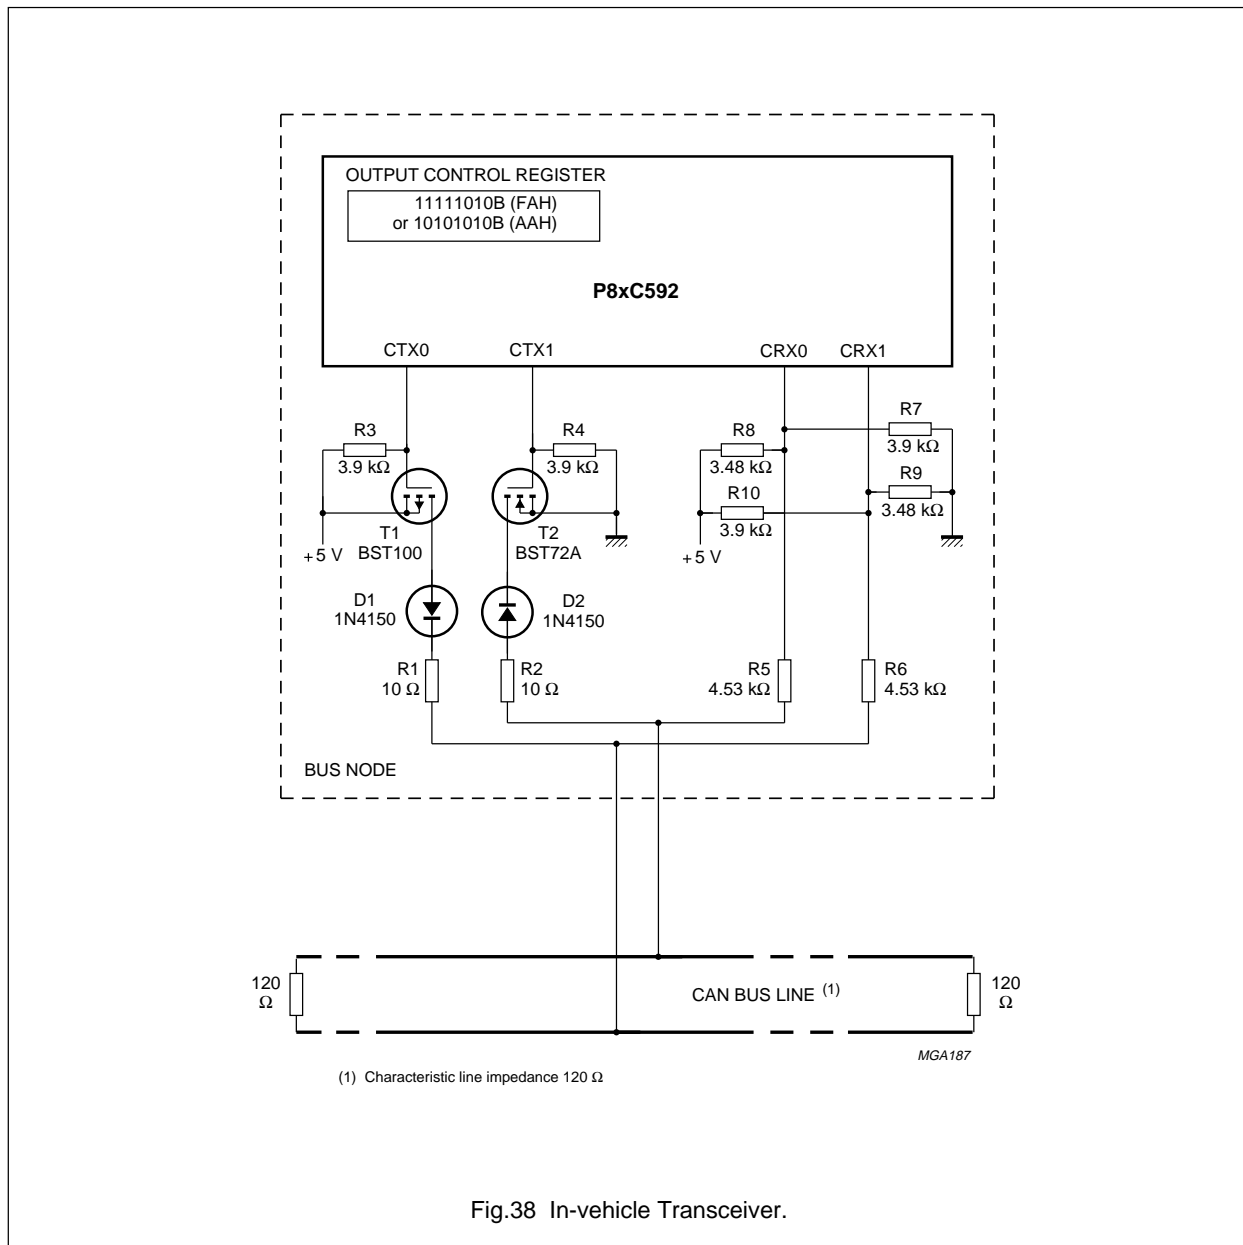 OUTPUT CONTROL REGISTER
11111010B (FAH)
or 10101010B (AAH)
P8xC592
CTX0
CTX1
CRX0
CRX1
R3
3.9 kΩ
R4
3.9 kΩ
R8
3.48 kΩ
R7
3.9 kΩ
R10
3.9 kΩ
R9
3.48 kΩ
T1
BST100
T2
BST72A
+5 V
+5 V
D1
1N4150
D2
1N4150
R1
10 Ω
R2
10 Ω
R5
4.53 kΩ
R6
4.53 kΩ
BUS NODE
120
Ω
CAN BUS LINE (1)
120
Ω
MGA187
(1) Characteristic line impedance 120 Ω
Fig.38 In-vehicle Transceiver.